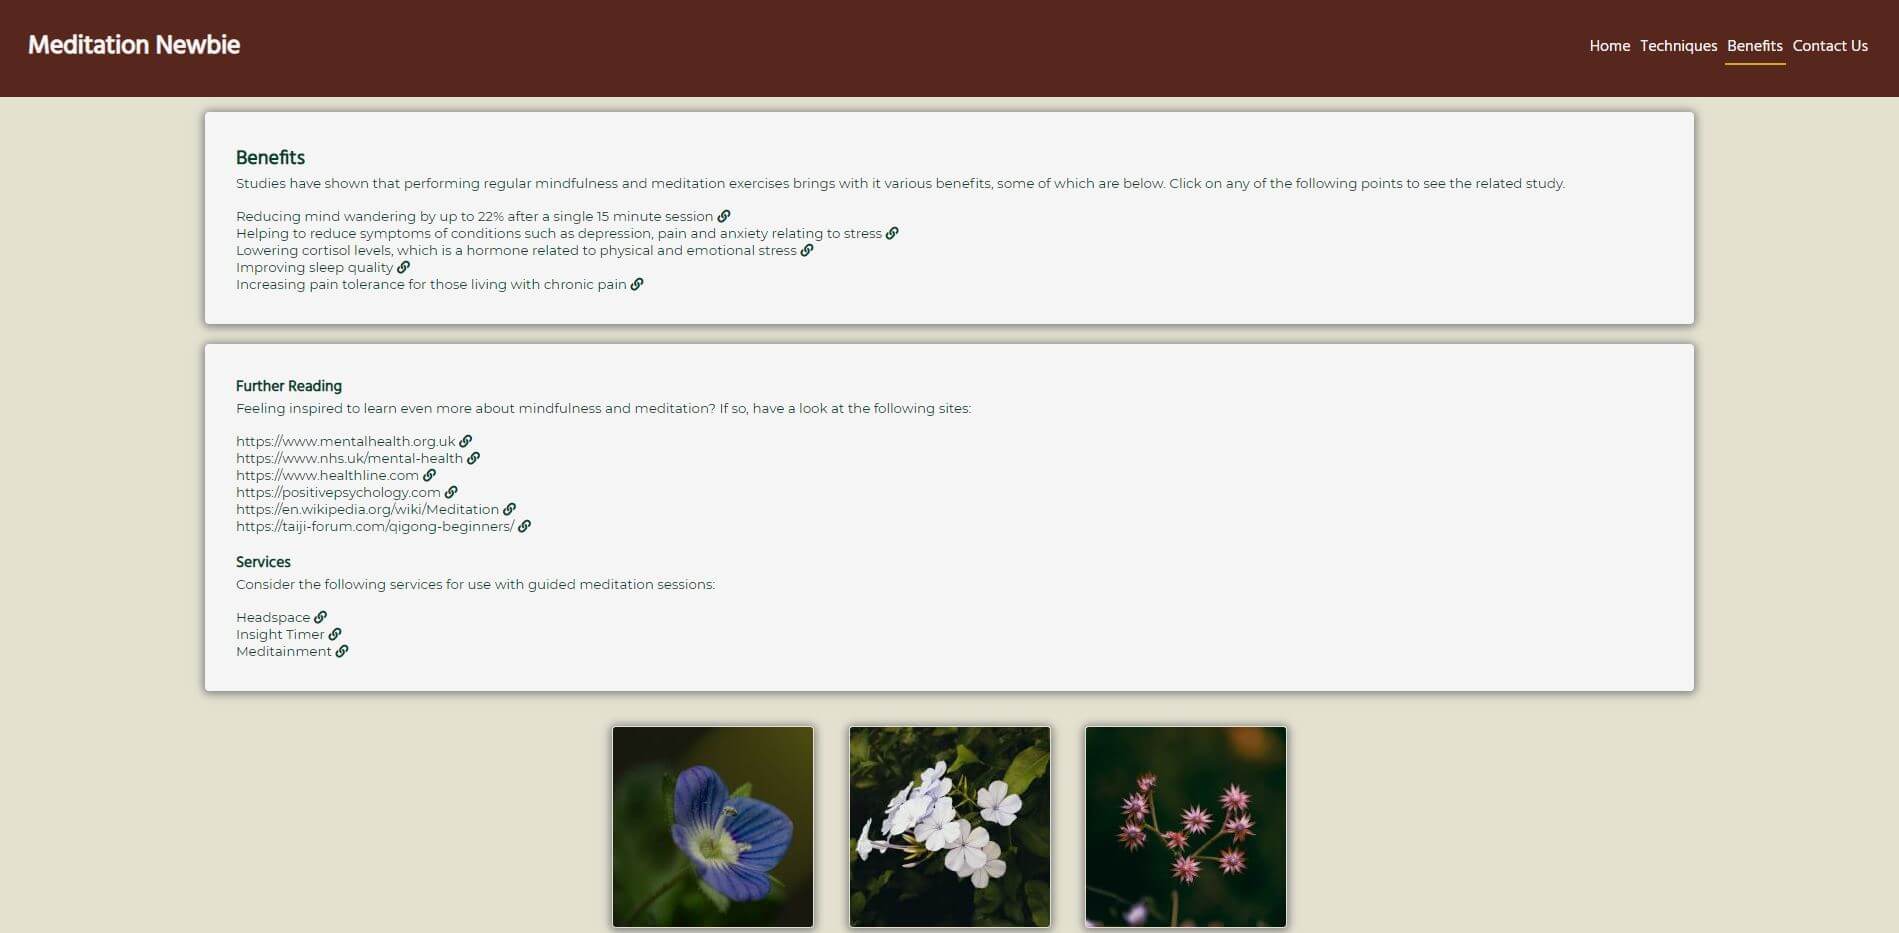 Meditation Newbie
Home Techniques Benefits Contact Us
Benefits
Studies have shown that performing regular mindfulness and meditation exercises brings with it various benefits, some of which are below. Click on any of the following points to see the related study.
Reducing mind wandering by up to 22% after a single 15 minute session
Helping to reduce symptoms of conditions such as depression, pain and anxiety relating to stress
Lowering cortisol levels, which is a hormone related to physical and emotional stress
Improving sleep quality
Increasing pain tolerance for those living with chronic pain
Further Reading
Feeling inspired to learn even more about mindfulness and meditation? If so, have a look at the following sites:
https://www.mentalhealth.org.uk
https://www.nhs.uk/mental-health
https://www.healthline.com
https://positivepsychology.com
https://en.wikipedia.org/wiki/Meditation
https://taiji-forum.com/qigong-beginners/
Services
Consider the following services for use with guided meditation sessions:
Headspace
Insight Timer
Meditainment